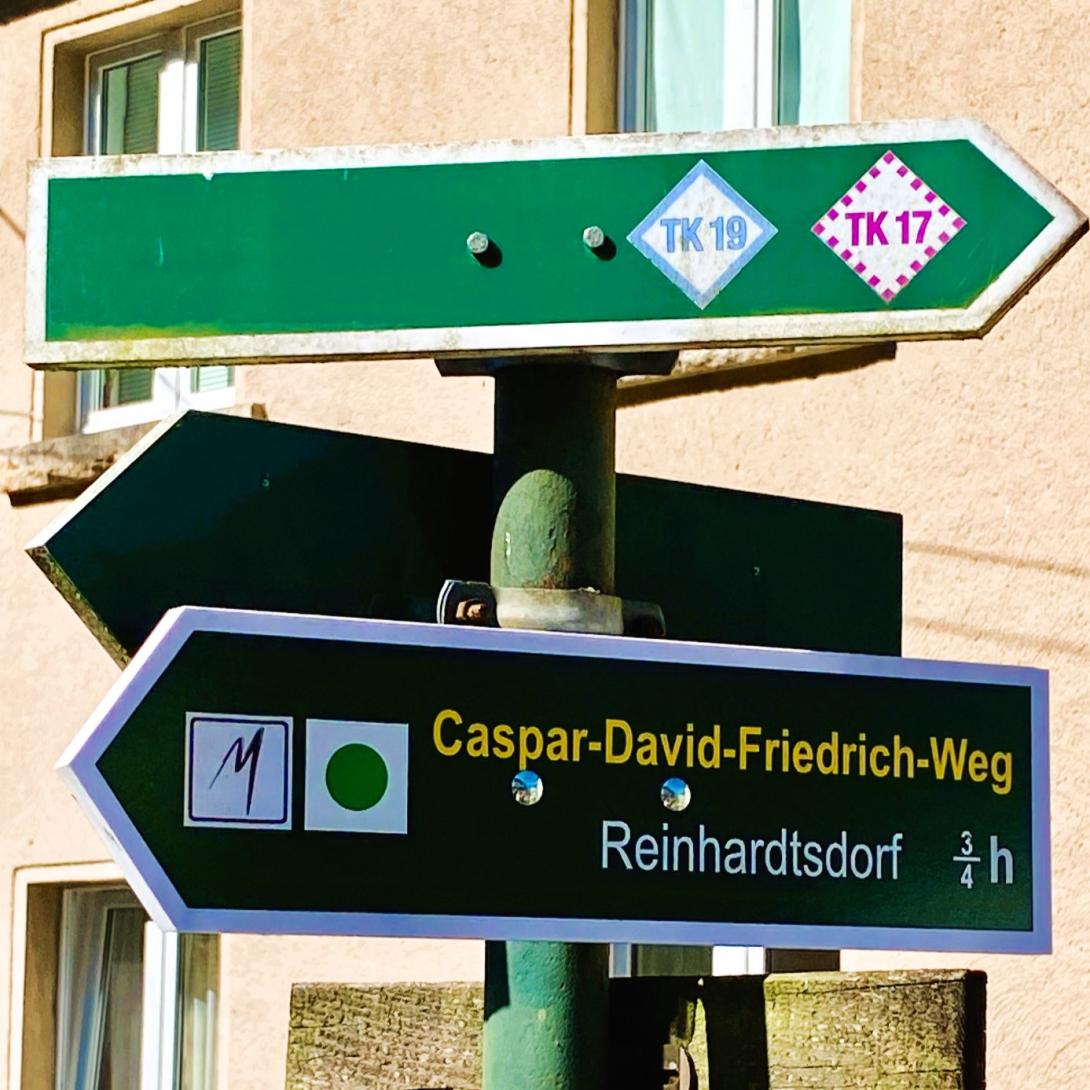 TK 19 TK 17
M Caspar-David-Friedrich-Weg
Reinhardtsdorf ¾ h